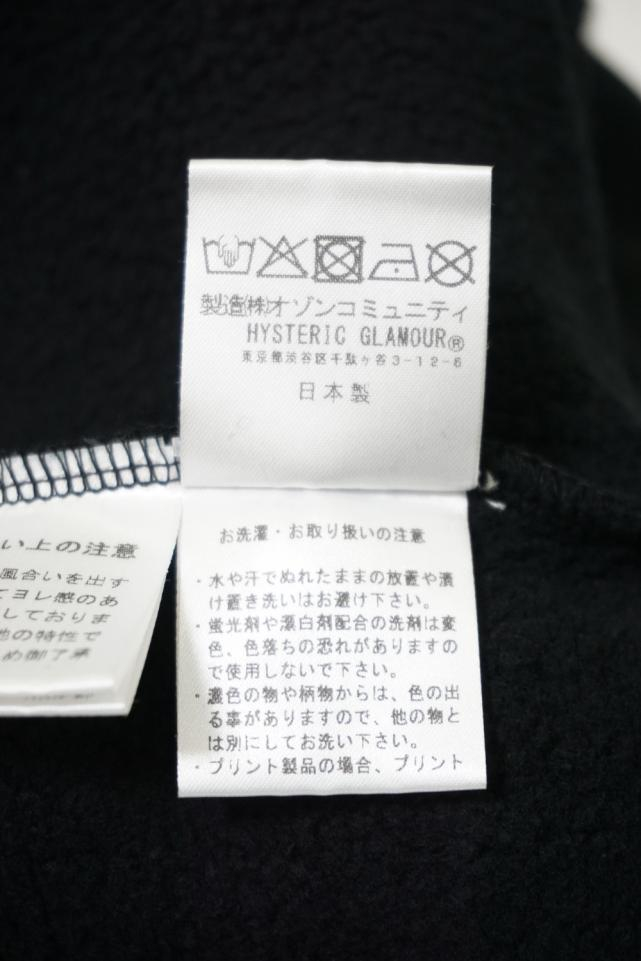 製造㈱オゾンコミュニティ
HYSTERIC GLAMOUR®
東京都渋谷区千駄ヶ谷3-12-6
日本製
い上の注意
風合いを出す
てヨレ感のあ
しておりま
他の特性で
め御了承
お洗濯・お取り扱いの注意
・水や汗でぬれたままの放置や漬
け置き洗いはお避け下さい。
・蛍光剤や漂白剤配合の洗剤は変
色、色落ちの恐れがありますの
で使用しないで下さい。
・濃色の物や柄物からは、色の出
る事がありますので、他の物と
は別にしてお洗い下さい。
・プリント製品の場合、プリント